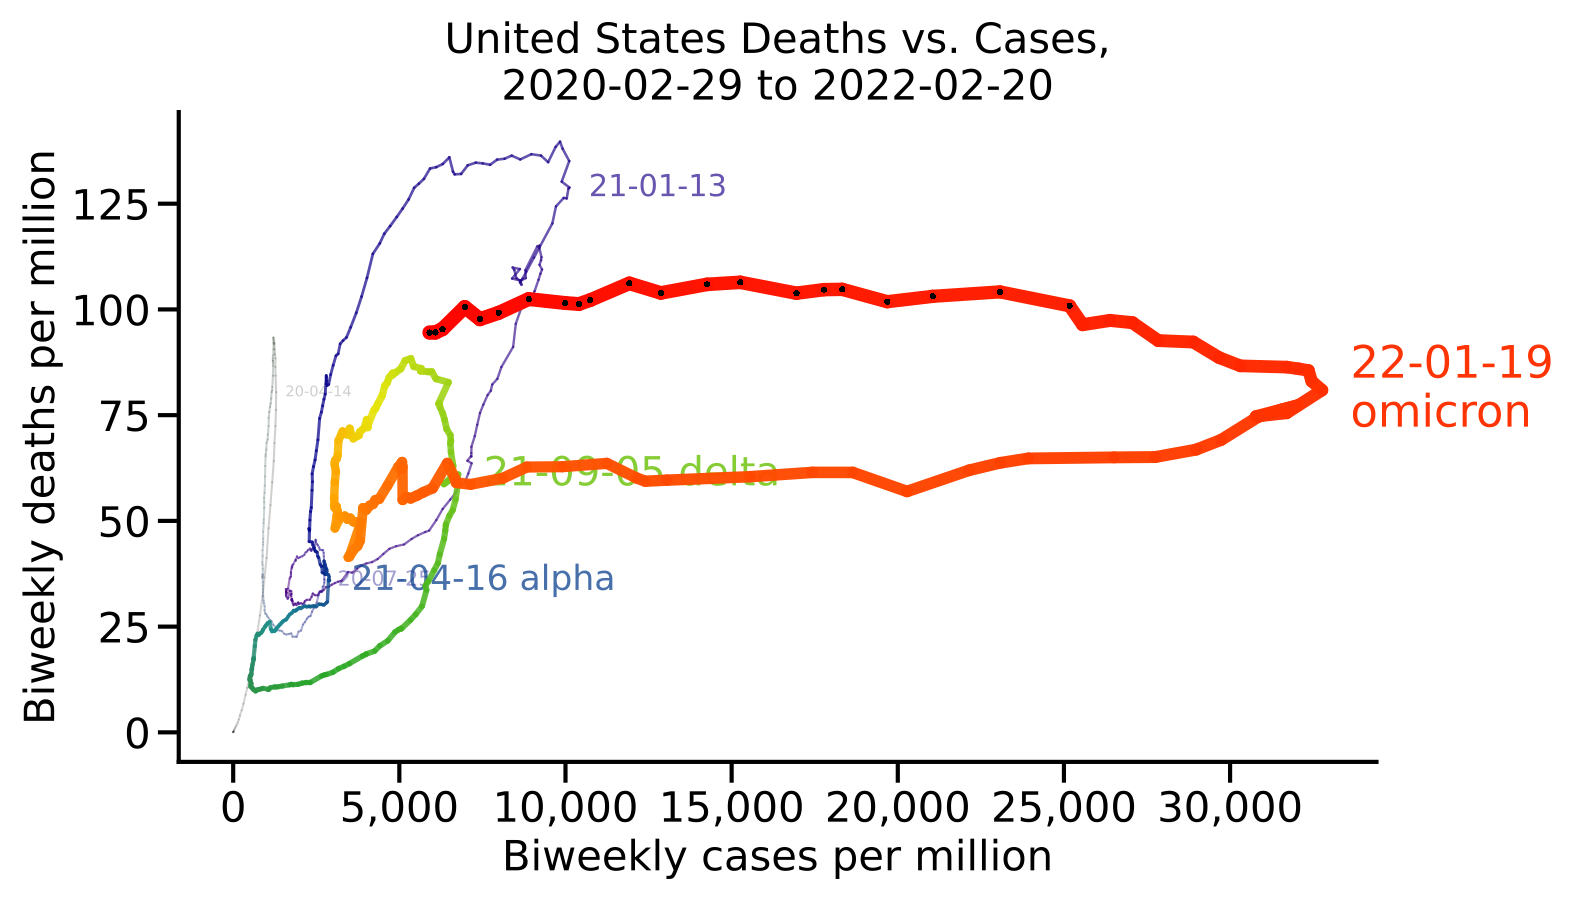 United States Deaths vs. Cases,
2020-02-29 to 2022-02-20
Biweekly deaths per million
125
100
75
50
25
0
21-01-13
20-04-14
22-01-19
omicron
21-09-05 delta
20-07-25
21-04-16 alpha
0
5,000
10,000
15,000
20,000
25,000
30,000
Biweekly cases per million